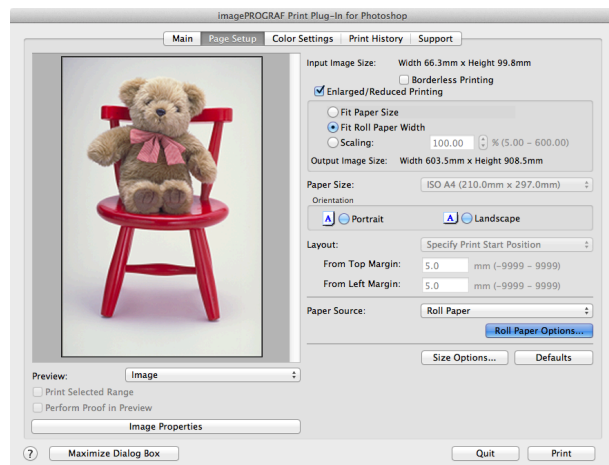 imagePROGRAF Print Plug-In for Photoshop
Main Page Setup Color Settings Print History Support
Input Image Size: Width 66.3mm x Height 99.8mm
Borderless Printing
Enlarged/Reduced Printing
Fit Paper Size
Fit Roll Paper Width
Scaling: 100.00 % (5.00 - 600.00)
Output Image Size: Width 603.5mm x Height 908.5mm
Paper Size: ISO A4 (210.0mm x 297.0mm)
Orientation
A Portrait A Landscape
Layout: Specify Print Start Position
From Top Margin: 5.0 mm (-9999 - 9999)
From Left Margin: 5.0 mm (-9999 - 9999)
Paper Source: Roll Paper
Roll Paper Options...
Size Options... Defaults
Preview: Image
Print Selected Range
Perform Proof in Preview
Image Properties
? Maximize Dialog Box Quit Print